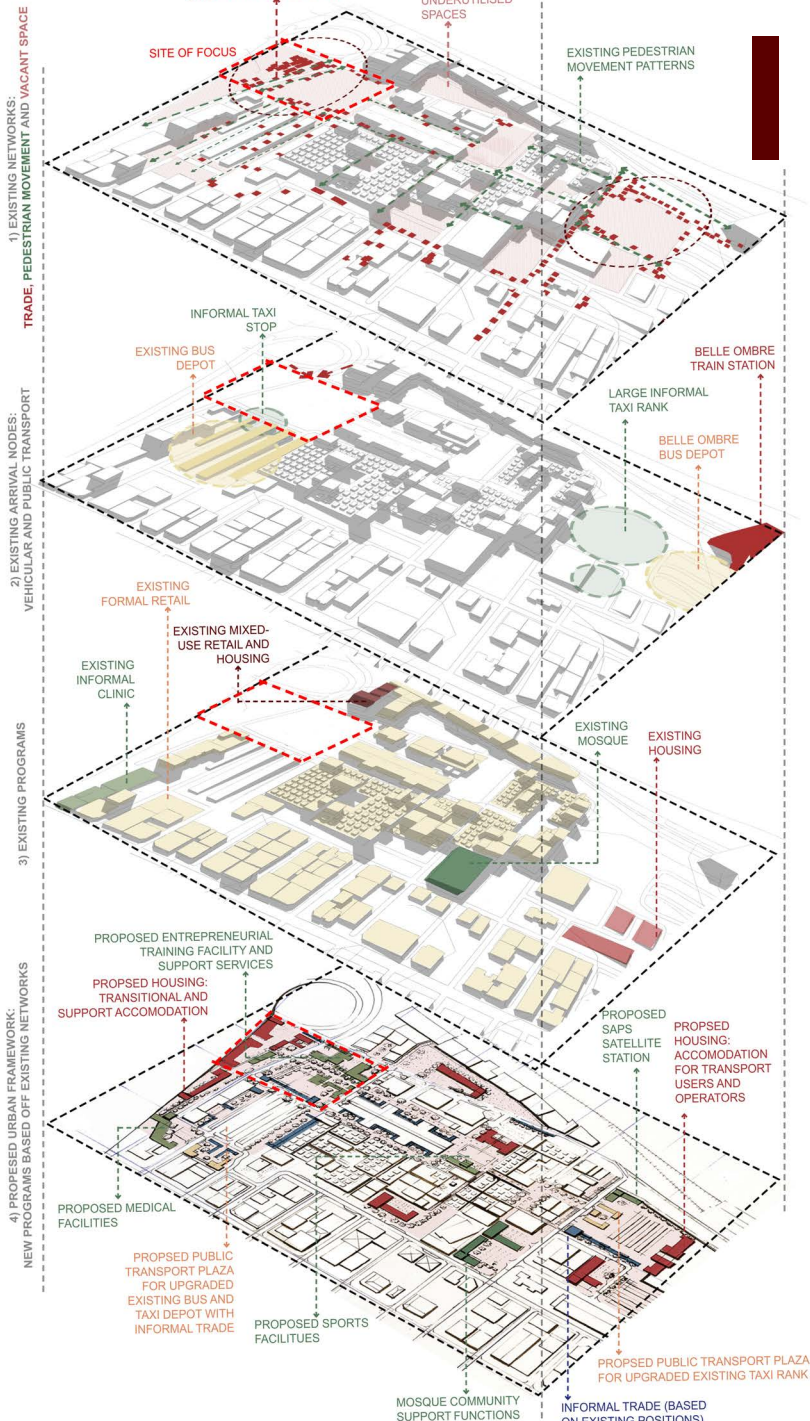 UNDERUTILISED
SPACES
SITE OF FOCUS
EXISTING PEDESTRIAN
MOVEMENT PATTERNS
1) EXISTING NETWORKS:
TRADE, PEDESTRIAN MOVEMENT AND VACANT SPACE
INFORMAL TAXI
STOP
EXISTING BUS
DEPOT
BELLE OMBRE
TRAIN STATION
LARGE INFORMAL
TAXI RANK
BELLE OMBRE
BUS DEPOT
2) EXISTING ARRIVAL NODES:
VEHICULAR AND PUBLIC TRANSPORT
EXISTING
FORMAL RETAIL
EXISTING MIXED-
USE RETAIL AND
HOUSING
EXISTING
INFORMAL
CLINIC
EXISTING
MOSQUE
EXISTING
HOUSING
3) EXISTING PROGRAMS
PROPOSED ENTREPRENEURIAL
TRAINING FACILITY AND
SUPPORT SERVICES
PROPSED HOUSING:
TRANSITIONAL AND
SUPPORT ACCOMODATION
PROPOSED
SAPS
SATELLITE
STATION
PROPSED
HOUSING:
ACCOMODATION
FOR TRANSPORT
USERS AND
OPERATORS
4) PROPESED URBAN FRAMEWORK:
NEW PROGRAMS BASED OFF EXISTING NETWORKS
PROPOSED MEDICAL
FACILITIES
PROPSED PUBLIC
TRANSPORT PLAZA
FOR UPGRADED
EXISTING BUS AND
TAXI DEPOT WITH
INFORMAL TRADE
PROPOSED SPORTS
FACILITUES
PROPSED PUBLIC TRANSPORT PLAZA
FOR UPGRADED EXISTING TAXI RANK
MOSQUE COMMUNITY
SUPPORT FUNCTIONS
INFORMAL TRADE (BASED
ON EXISTING POSITIONS)